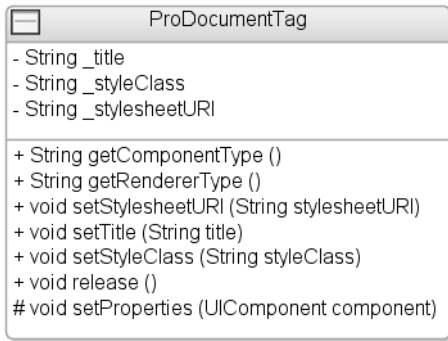 ProDocumentTag
- String _title
- String _styleClass
- String _stylesheetURI
+ String getComponentType ()
+ String getRendererType ()
+ void setStylesheetURI (String stylesheetURI)
+ void setTitle (String title)
+ void setStyleClass (String styleClass)
+ void release ()
# void setProperties (UIComponent component)